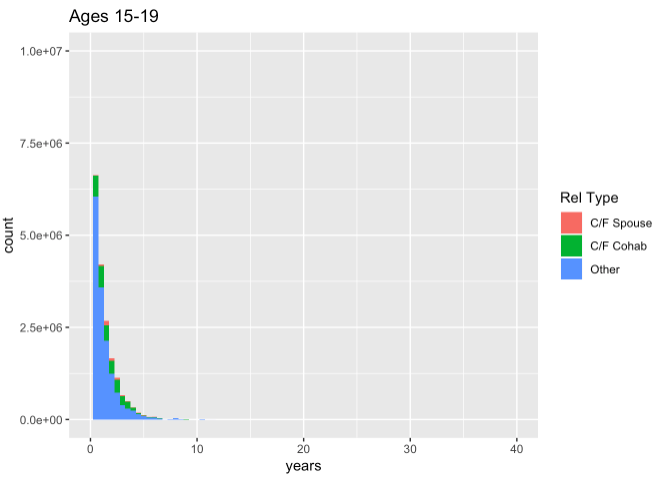 Ages 15-19
1.0e+07
7.5e+06
5.0e+06
2.5e+06
0.0e+00
count
0
10
20
30
40
years
Rel Type
C/F Spouse
C/F Cohab
Other